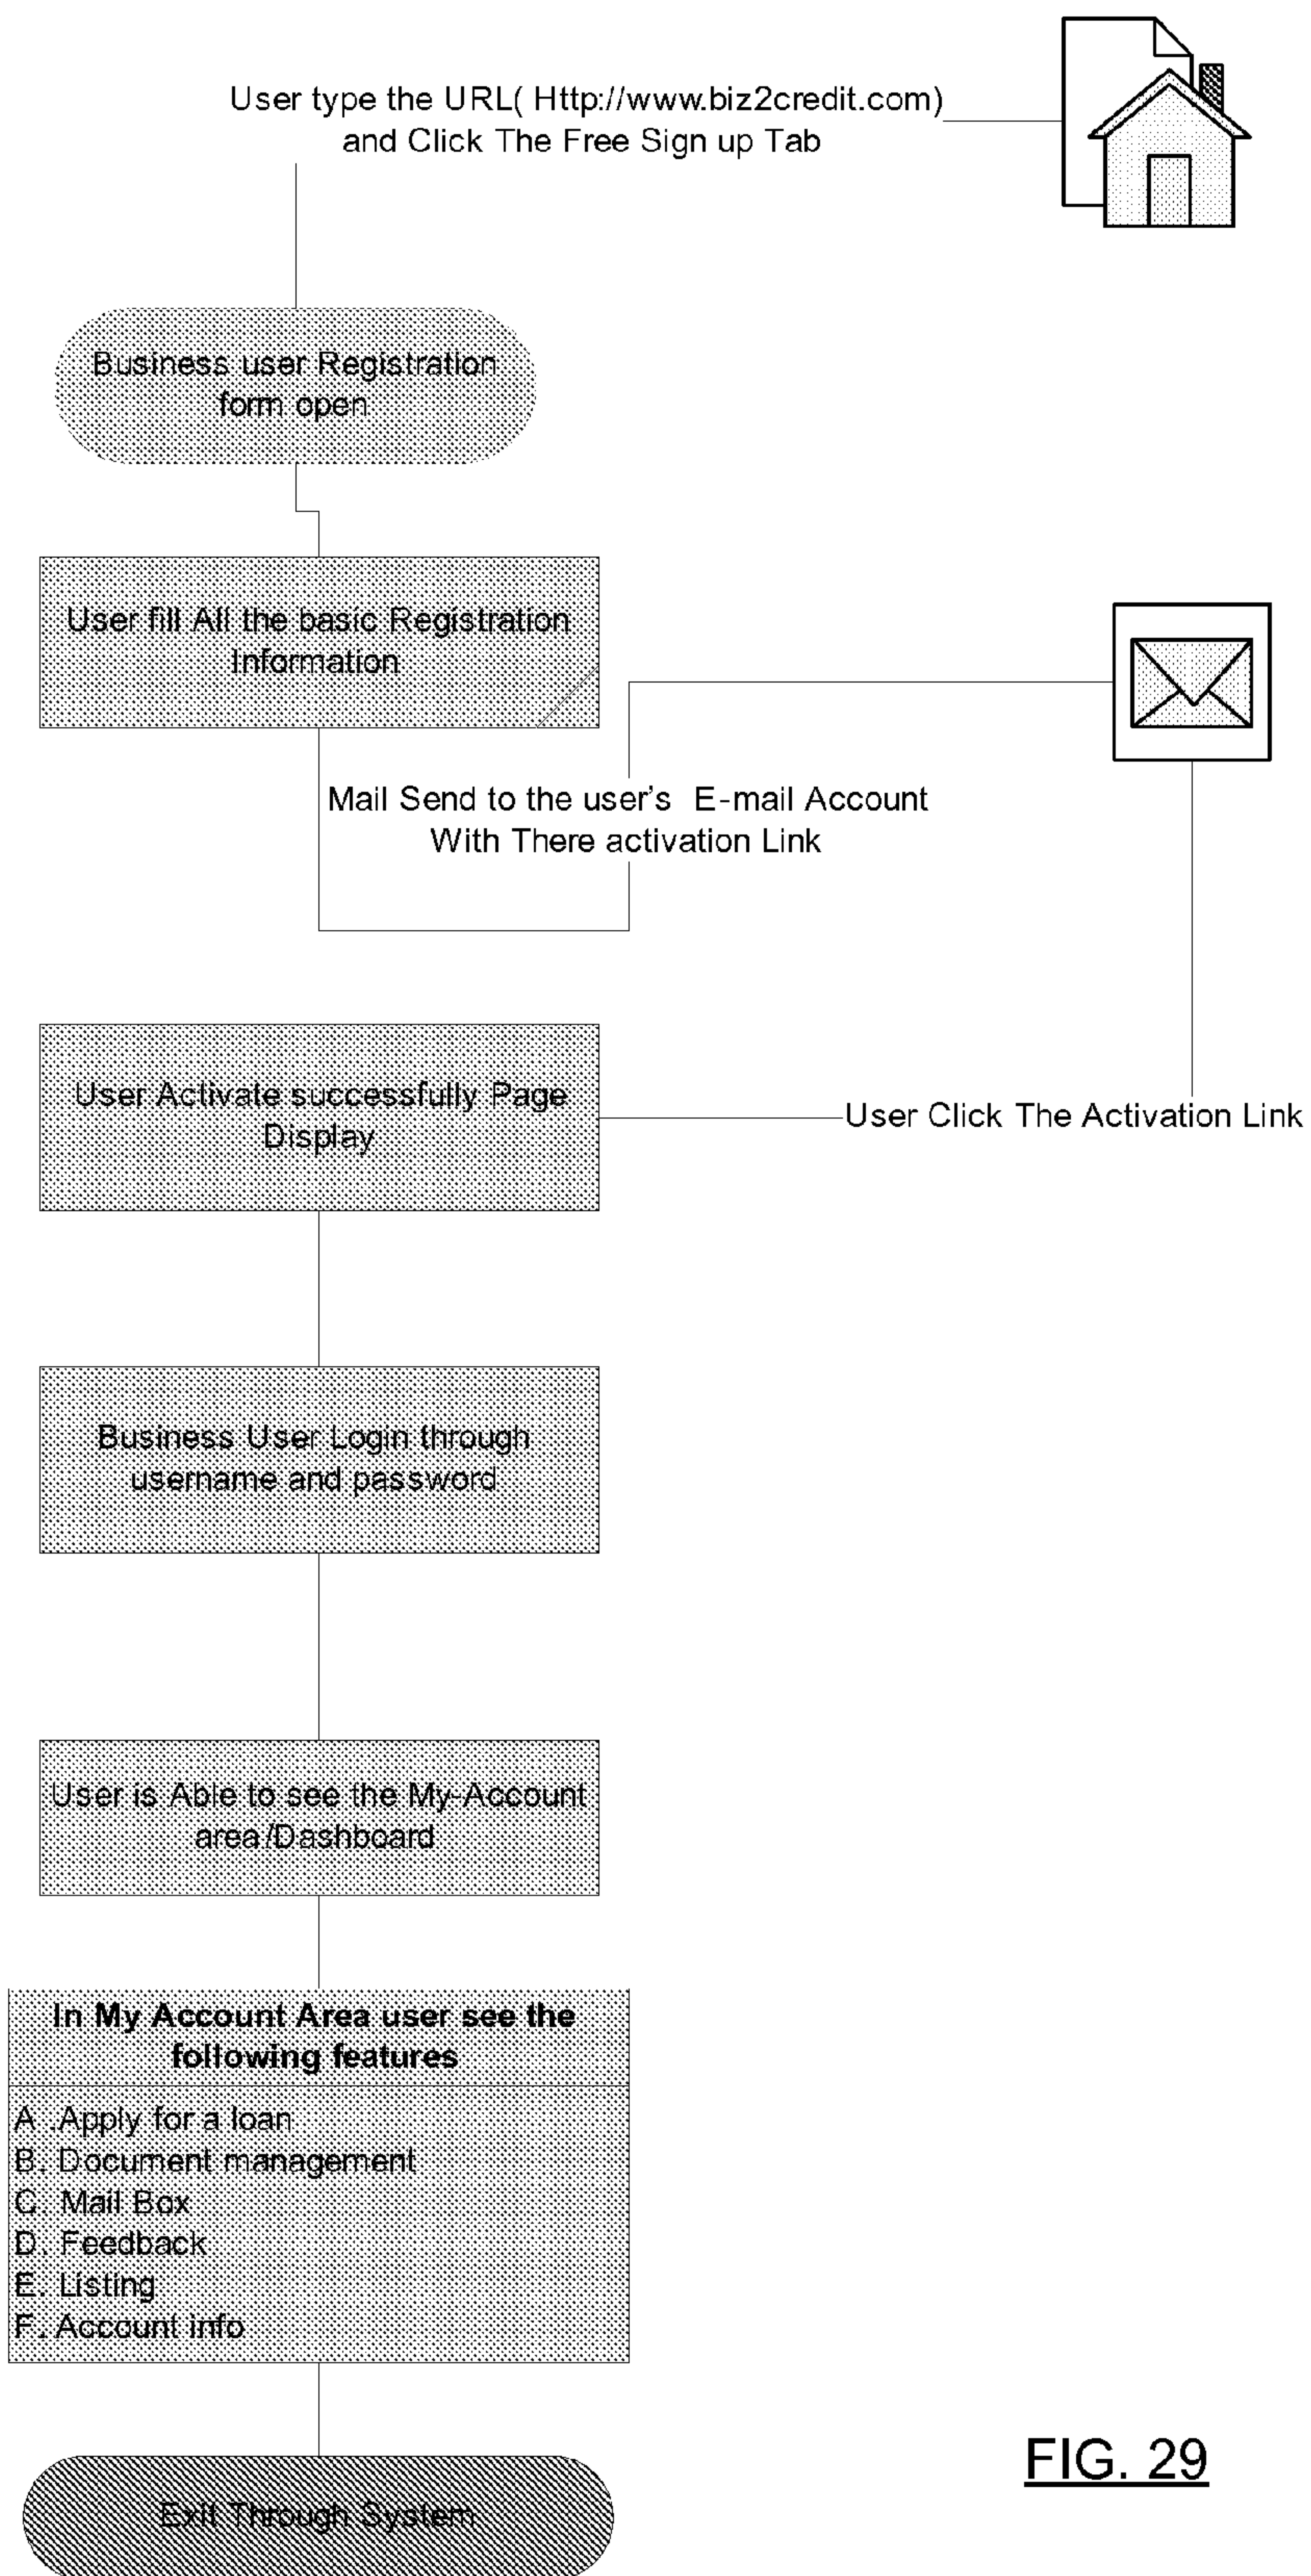 User type the URL( Http://www.biz2credit.com)
and Click The Free Sign up Tab
Business user Registration
form open
User fill All the basic Registration
Information
Mail Send to the user's E-mail Account
With There activation Link
User Activate successfully Page
Display
User Click The Activation Link
Business User Login through
username and password
User is Able to see the My-Account
area/Dashboard
In My Account Area user see the
following features
A .Apply for a loan
B. Document management
C. Mail Box
D. Feedback
E. Listing
F. Account info
Exit Through System
FIG. 29